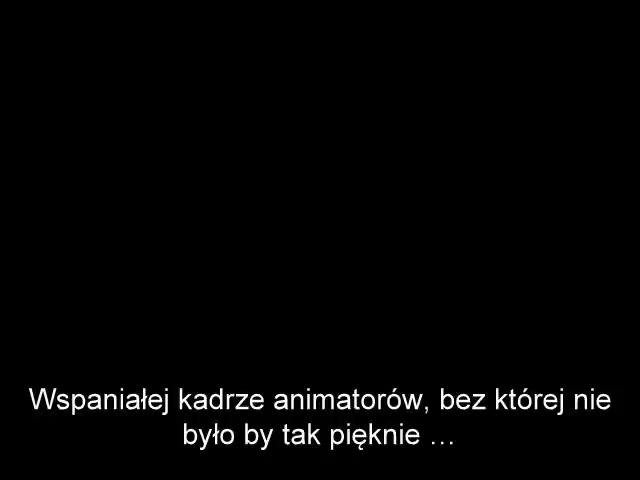 Wspaniałej kadrze animatorów, bez której nie
było by tak pięknie …